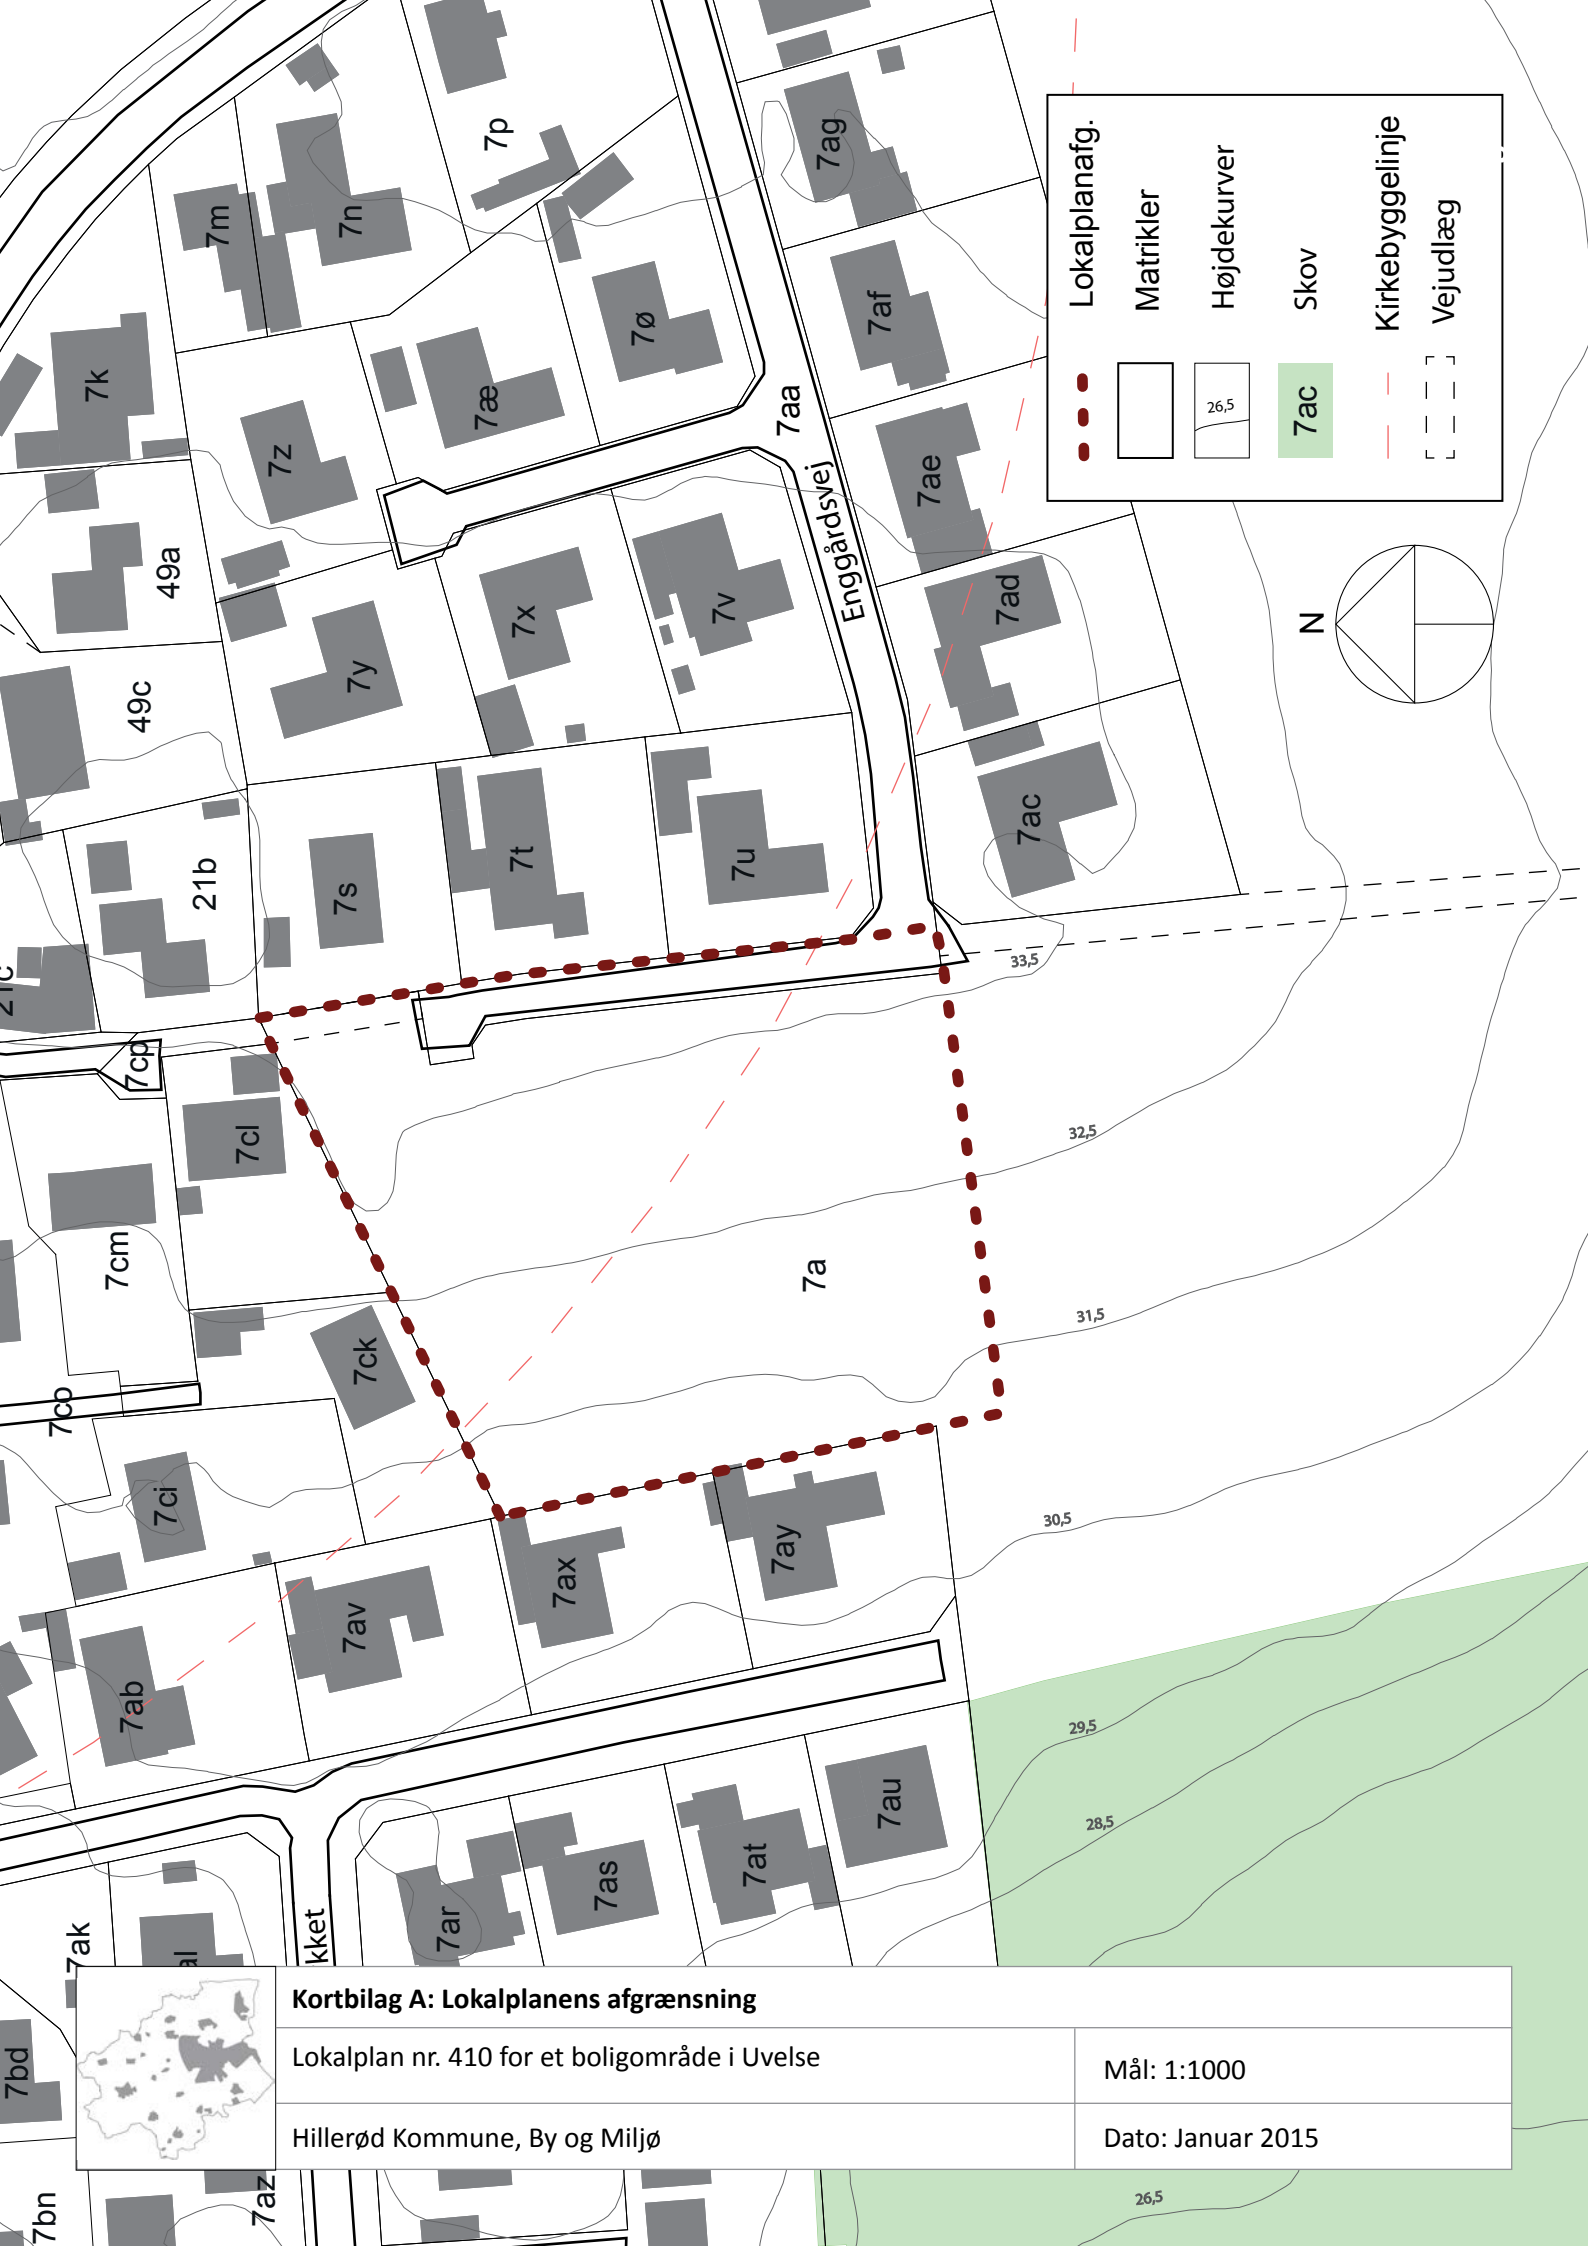 7p
7m
7n
7ag
7k
7z
7æ
7ø
7af
7aa
Enggårdsvej
7ae
49a
49c
7y
7x
7v
7ad
21b
7s
7t
7u
7ac
7cp
7cl
7cm
7co
7ck
7ci
7a
7ab
7av
7ax
7ay
7ar
7as
7at
7au
7ak
al
kket
7bd
7bn
7az
33,5
32,5
31,5
30,5
29,5
28,5
26,5
Lokalplanafg.
Matrikler
26,5
Højdekurver
7ac
Skov
Kirkebyggelinje
Vejudlæg
N
Kortbilag A: Lokalplanens afgrænsning
Lokalplan nr. 410 for et boligområde i Uvelse
Mål: 1:1000
Hillerød Kommune, By og Miljø
Dato: Januar 2015